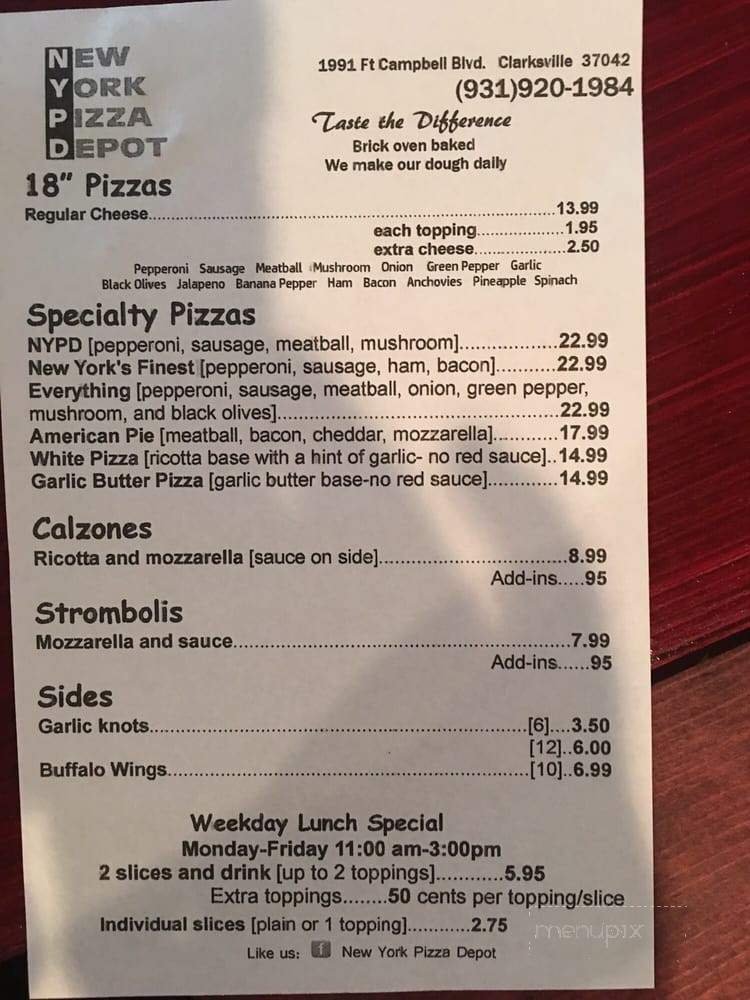 NEW
YORK
PIZZA
DEPOT
1991 Ft Campbell Blvd. Clarksville 37042
(931)920-1984
Taste the Difference
Brick oven baked
We make our dough daily
18" Pizzas
Regular Cheese...............13.99
each topping...............1.95
extra cheese...............2.50
Pepperoni Sausage Meatball Mushroom Onion Green Pepper Garlic
Black Olives Jalapeno Banana Pepper Ham Bacon Anchovies Pineapple Spinach
Specialty Pizzas
NYPD [pepperoni, sausage, meatball, mushroom]..................22.99
New York's Finest [pepperoni, sausage, ham, bacon]...........22.99
Everything [pepperoni, sausage, meatball, onion, green pepper,
mushroom, and black olives]...............22.99
American Pie [meatball, bacon, cheddar, mozzarella]............17.99
White Pizza [ricotta base with a hint of garlic- no red sauce]..14.99
Garlic Butter Pizza [garlic butter base-no red sauce].............14.99
Calzones
Ricotta and mozzarella [sauce on side]...............8.99
Add-ins.....95
Strombolis
Mozzarella and sauce...............7.99
Add-ins......95
Sides
Garlic knots...............[6]....3.50
[12]..6.00
Buffalo Wings...............[10]..6.99
Weekday Lunch Special
Monday-Friday 11:00 am-3:00pm
2 slices and drink [up to 2 toppings]............5.95
Extra toppings........50 cents per topping/slice
Individual slices [plain or 1 topping]............2.75
Like us: f New York Pizza Depot
menupix